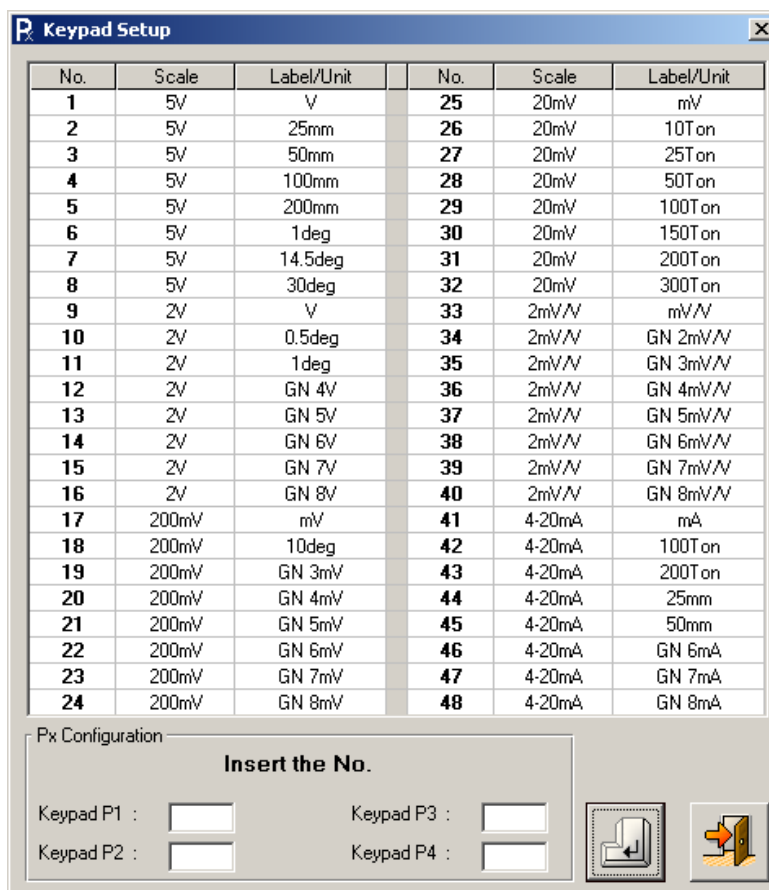 Px Keypad Setup
No. Scale Label/Unit No. Scale Label/Unit
1 5V V 25 20mV mV
2 5V 25mm 26 20mV 10Ton
3 5V 50mm 27 20mV 25Ton
4 5V 100mm 28 20mV 50Ton
5 5V 200mm 29 20mV 100Ton
6 5V 1deg 30 20mV 150Ton
7 5V 14.5deg 31 20mV 200Ton
8 5V 30deg 32 20mV 300Ton
9 2V V 33 2mV/V mV/V
10 2V 0.5deg 34 2mV/V GN 2mV/V
11 2V 1deg 35 2mV/V GN 3mV/V
12 2V GN 4V 36 2mV/V GN 4mV/V
13 2V GN 5V 37 2mV/V GN 5mV/V
14 2V GN 6V 38 2mV/V GN 6mV/V
15 2V GN 7V 39 2mV/V GN 7mV/V
16 2V GN 8V 40 2mV/V GN 8mV/V
17 200mV mV 41 4-20mA mA
18 200mV 10deg 42 4-20mA 100Ton
19 200mV GN 3mV 43 4-20mA 200Ton
20 200mV GN 4mV 44 4-20mA 25mm
21 200mV GN 5mV 45 4-20mA 50mm
22 200mV GN 6mV 46 4-20mA GN 6mA
23 200mV GN 7mV 47 4-20mA GN 7mA
24 200mV GN 8mV 48 4-20mA GN 8mA
Px Configuration
Insert the No.
Keypad P1 : Keypad P3 :
Keypad P2 : Keypad P4 :